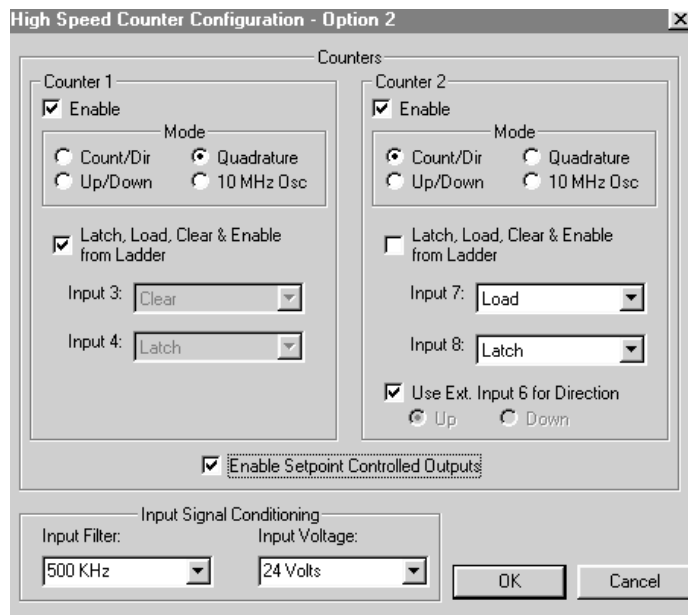 High Speed Counter Configuration - Option 2
Counters
Counter 1
Enable
Mode
Count/Dir
Quadrature
Up/Down
10 MHz Osc
Latch, Load, Clear & Enable
from Ladder
Input 3:
Clear
Input 4:
Latch
Counter 2
Enable
Mode
Count/Dir
Quadrature
Up/Down
10 MHz Osc
Latch, Load, Clear & Enable
from Ladder
Input 7:
Load
Input 8:
Latch
Use Ext. Input 6 for Direction
Up
Down
Enable Setpoint Controlled Outputs
Input Signal Conditioning
Input Filter:
Input Voltage:
500 KHz
24 Volts
OK
Cancel